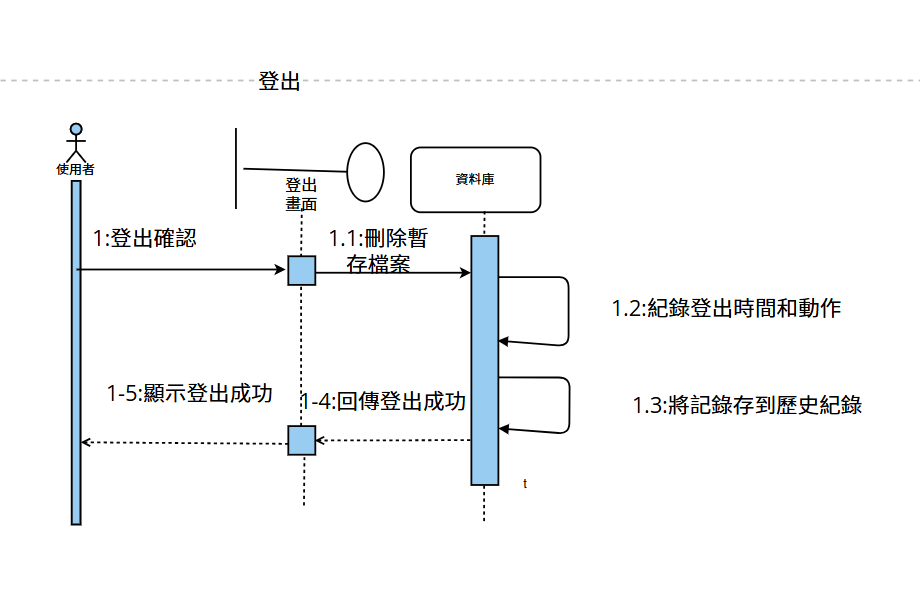 登出
使用者
登出
畫面
資料庫
1:登出確認
1.1:刪除暫
存檔案
1.2:紀錄登出時間和動作
1-5:顯示登出成功
1-4:回傳登出成功
1.3:將記錄存到歷史紀錄
t